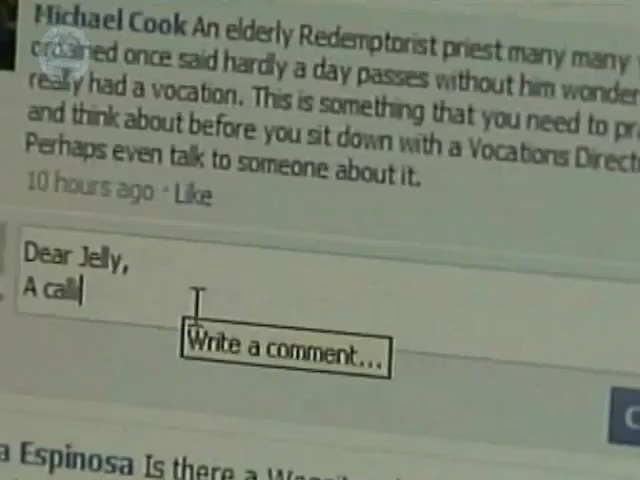 Michael Cook An elderly Redemptorist priest many many
ordained once said hardly a day passes without him wonder
really had a vocation. This is something that you need to pr
and think about before you sit down with a Vocations Direct
Perhaps even talk to someone about it.
10 hours ago · Like
Dear Jelly,
A call
Write a comment...
C
a Espinosa Is there a